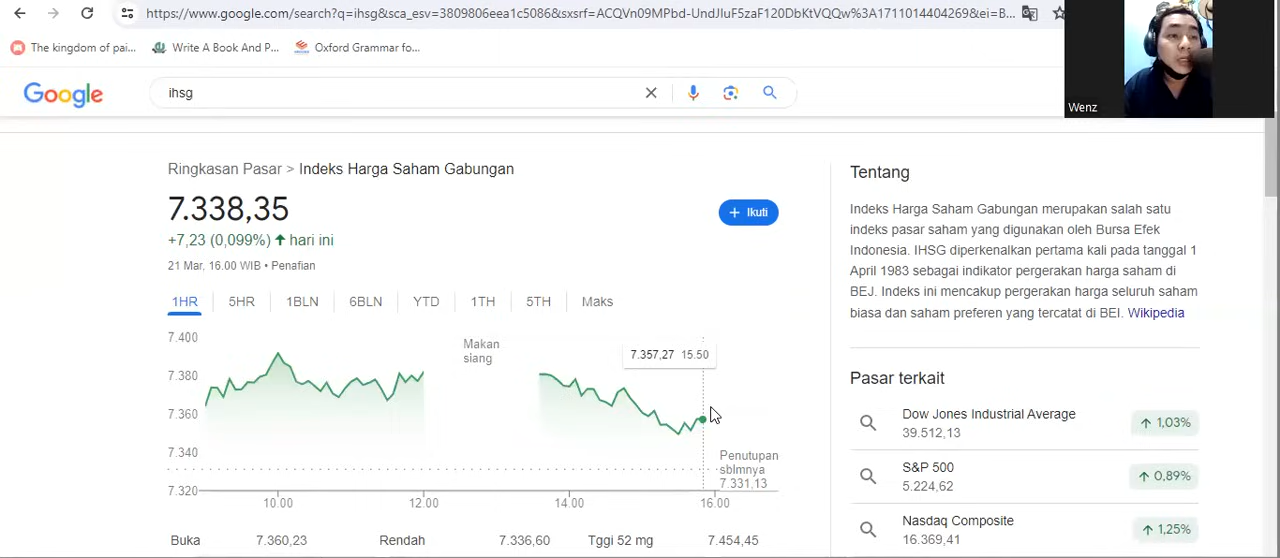 https://www.google.com/search?q=ihsg&sca_esv=3809806eea1c5086&sxsrf=ACQVn09MPbd-UndJIuF5zaF120DbKtVQQw%3A1711014404269&ei=B...
The kingdom of pai...
Write A Book And P...
Oxford Grammar fo...
Wenz
Google
ihsg
Ringkasan Pasar > Indeks Harga Saham Gabungan
7.338,35
+ Ikuti
+7,23 (0,099%) ↑ hari ini
21 Mar, 16.00 WIB • Penafian
1HR
5HR
1BLN
6BLN
YTD
1TH
5TH
Maks
7.400
7.380
7.360
7.340
7.320
Makan
siang
7.357,27 15.50
Penutupan
sblmnya
7.331,13
10.00
12.00
14.00
16.00
Buka 7.360,23
Rendah 7.336,60
Tggi 52 mg 7.454,45
Tentang
Indeks Harga Saham Gabungan merupakan salah satu
indeks pasar saham yang digunakan oleh Bursa Efek
Indonesia. IHSG diperkenalkan pertama kali pada tanggal 1
April 1983 sebagai indikator pergerakan harga saham di
BEJ. Indeks ini mencakup pergerakan harga seluruh saham
biasa dan saham preferen yang tercatat di BEI. Wikipedia
Pasar terkait
Dow Jones Industrial Average
39.512,13
↑ 1,03%
S&P 500
5.224,62
↑ 0,89%
Nasdaq Composite
16.369,41
↑ 1,25%